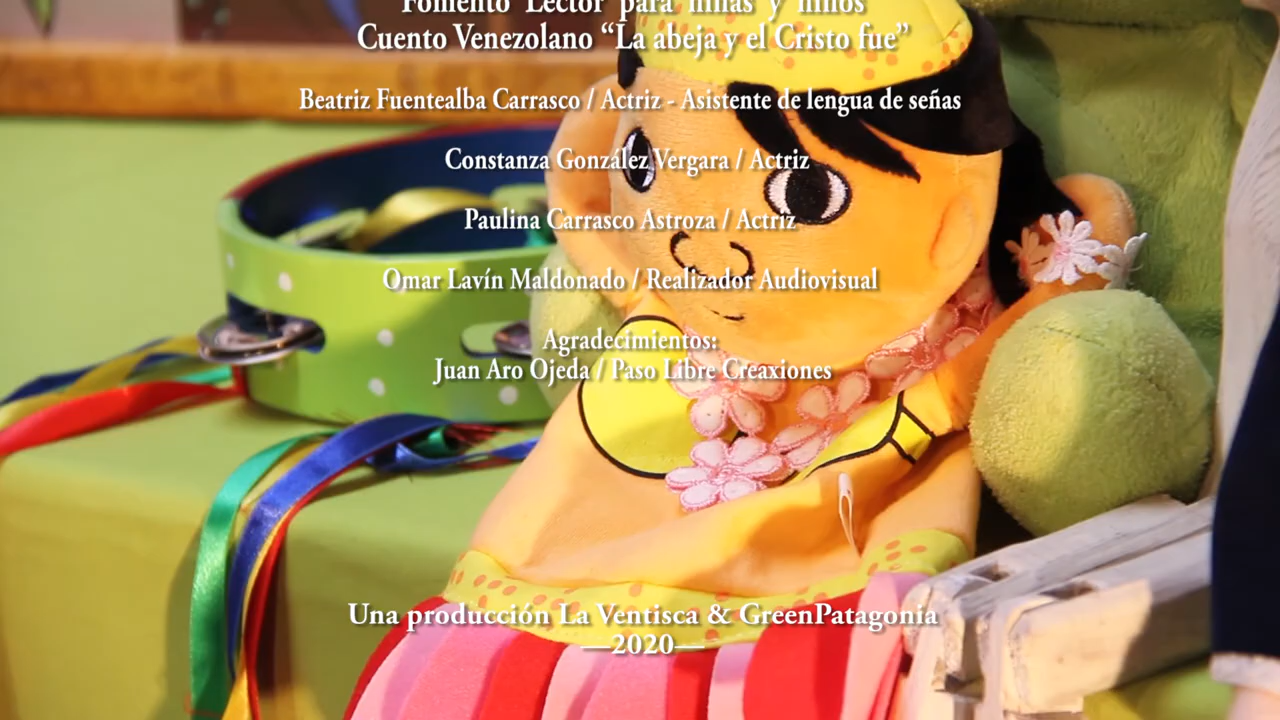 Fomento Lector para niñas y niños
Cuento Venezolano “La abeja y el Cristo fue”
Beatriz Fuentealba Carrasco / Actriz - Asistente de lengua de señas
Constanza González Vergara / Actriz
Paulina Carrasco Astroza / Actriz
Omar Lavín Maldonado / Realizador Audiovisual
Agradecimientos:
Juan Aro Ojeda / Paso Libre Creaxiones
Una producción La Ventisca & GreenPatagonia
—2020—